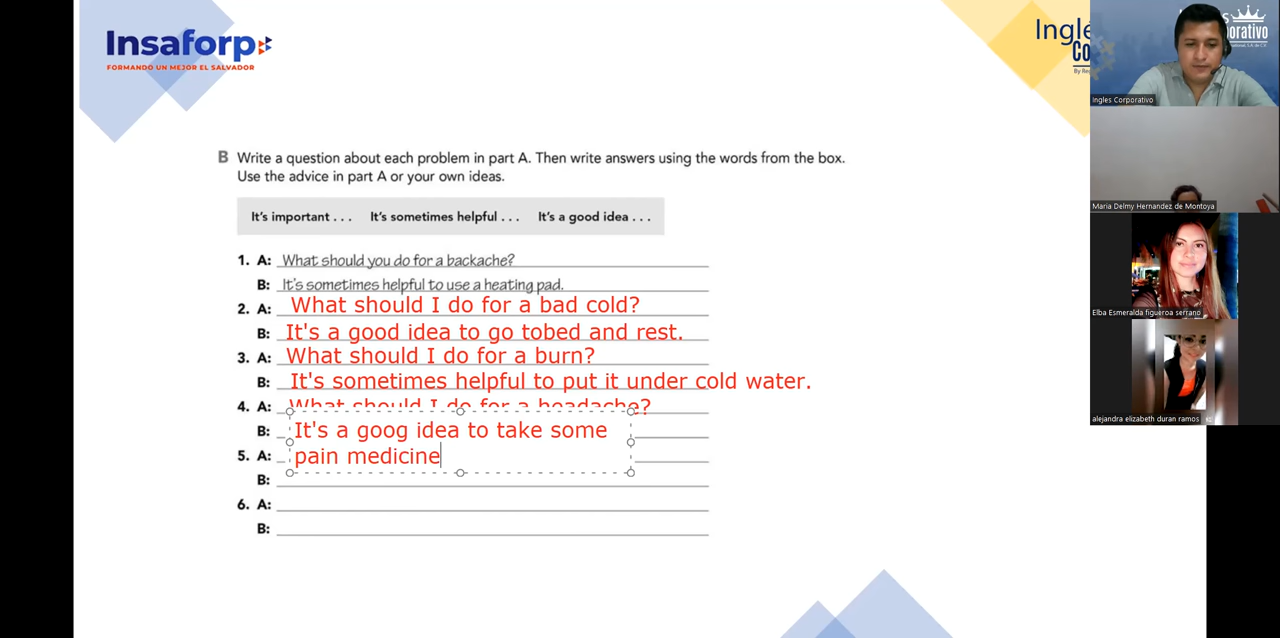 Insaforp
FORMANDO UN MEJOR EL SALVADOR
B Write a question about each problem in part A. Then write answers using the words from the box.
Use the advice in part A or your own ideas.
It's important . . . It's sometimes helpful . . . It's a good idea . . .
1. A: What should you do for a backache?
B: It's sometimes helpful to use a heating pad.
2. A: What should I do for a bad cold?
B: It's a good idea to go tobed and rest.
3. A: What should I do for a burn?
B: It's sometimes helpful to put it under cold water.
4. A: What should I do for a headache?
B: It's a goog idea to take some
pain medicine
5. A:
B:
6. A:
B:
Ingles Corporativo
Maria Delmy Hernandez de Montoya
Elba Esmeralda figueroa serrano
alejandra elizabeth duran ramos